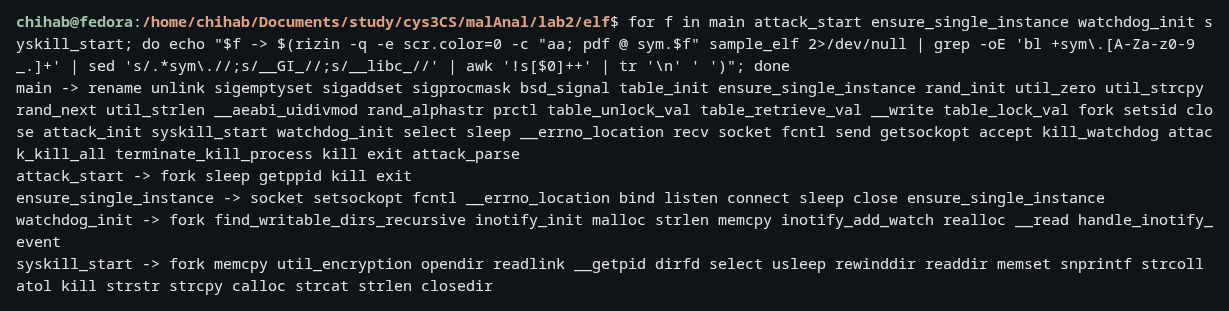 chihab@fedora:/home/chihab/Documents/study/cys3CS/malAnal/lab2/elf$ for f in main attack_start ensure_single_instance watchdog_init s
yskill_start; do echo "$f -> $(rizin -q -e scr.color=0 -c "aa; pdf @ sym.$f" sample_elf 2>/dev/null | grep -oE 'bl +sym\.[A-Za-z0-9
_.]+' | sed 's/.*sym\.//;s/__GI_//;s/__libc_//' | awk '!s[$0]++' | tr '\n' ' ')"; done
main -> rename unlink sigemptyset sigaddset sigprocmask bsd_signal table_init ensure_single_instance rand_init util_zero util_strcpy
rand_next util_strlen __aeabi_uidivmod rand_alphastr prctl table_unlock_val table_retrieve_val __write table_lock_val fork setsid clo
se attack_init syskill_start watchdog_init select sleep __errno_location recv socket fcntl send getsockopt accept kill_watchdog attac
k_kill_all terminate_kill_process kill exit attack_parse
attack_start -> fork sleep getppid kill exit
ensure_single_instance -> socket setsockopt fcntl __errno_location bind listen connect sleep close ensure_single_instance
watchdog_init -> fork find_writable_dirs_recursive inotify_init malloc strlen memcpy inotify_add_watch realloc __read handle_inotify_
event
syskill_start -> fork memcpy util_encryption opendir readlink __getpid dirfd select usleep rewinddir readdir memset snprintf strcoll
atol kill strstr strcpy calloc strcat strlen closedir